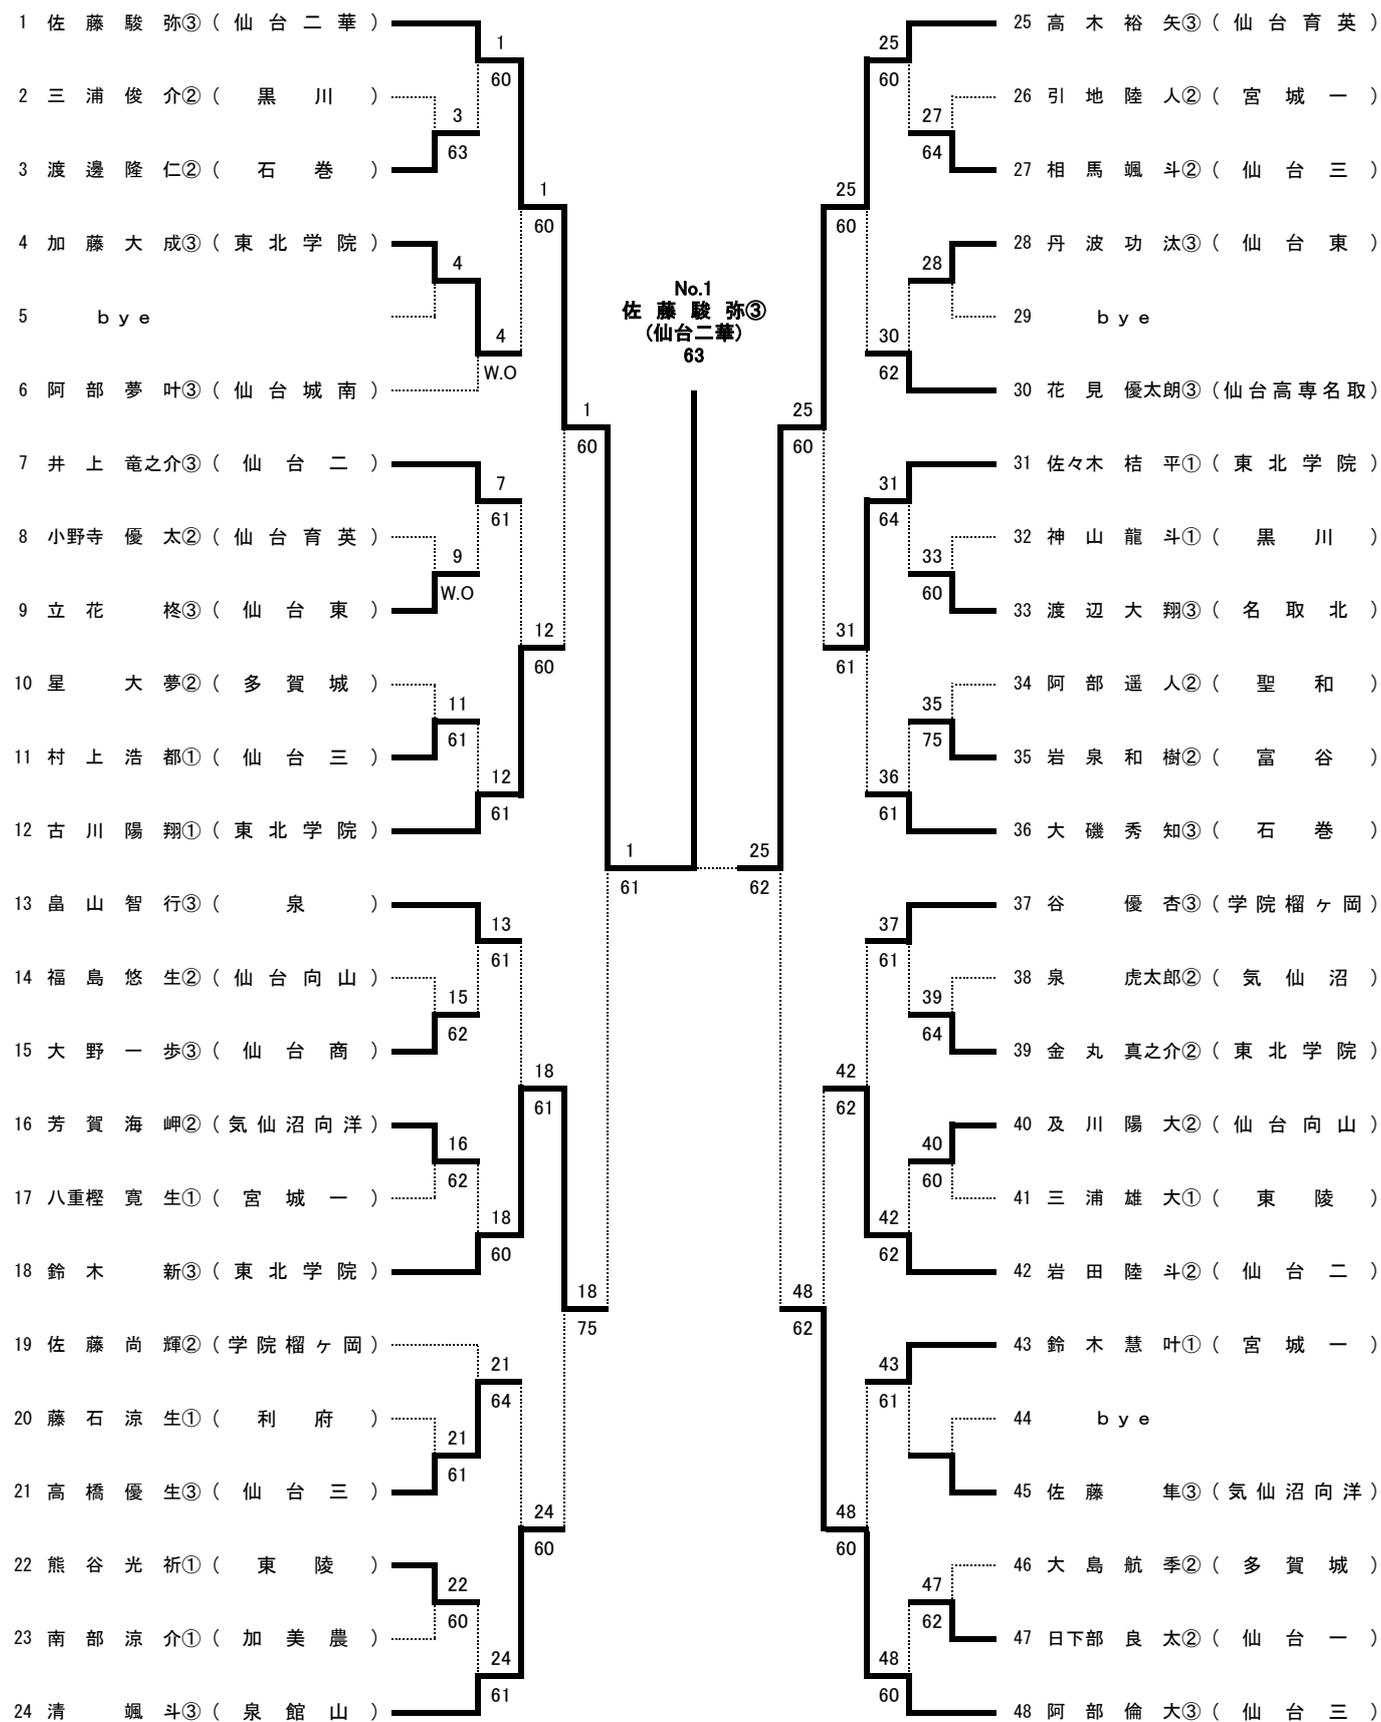 1 佐藤駿弥③(仙台二華)
2 三浦俊介②(黒川)
3 渡邊隆仁②(石巻)
4 加藤大成③(東北学院)
5 bye
6 阿部夢叶③(仙台城南)
7 井上竜之介③(仙台二)
8 小野寺優太②(仙台育英)
9 立花柊③(仙台東)
10 星大夢②(多賀城)
11 村上浩都①(仙台三)
12 古川陽翔①(東北学院)
13 畠山智行③(泉)
14 福島悠生②(仙台向山)
15 大野一歩③(仙台商)
16 芳賀海岬②(気仙沼向洋)
17 八重樫寛生①(宮城一)
18 鈴木新③(東北学院)
19 佐藤尚輝②(学院榴ヶ岡)
20 藤石涼生①(利府)
21 高橋優生③(仙台三)
22 熊谷光祈①(東陵)
23 南部涼介①(加美農)
24 清颯斗③(泉館山)
3
63
4
9
W.O
11
61
15
62
16
62
21
61
22
60
1
60
4
W.O
7
61
12
61
13
61
18
60
21
64
24
61
1
60
12
60
18
61
24
60
1
60
18
75
1
61
No.1
佐藤駿弥③
(仙台二華)
63
25
62
25
60
48
62
25
60
31
61
42
62
48
60
25
60
30
62
31
64
36
61
37
61
42
62
43
61
48
60
27
64
28
33
60
35
75
39
64
40
60
47
62
25 高木裕矢③(仙台育英)
26 引地陸人②(宮城一)
27 相馬颯斗②(仙台三)
28 丹波功汰③(仙台東)
29 bye
30 花見優太朗③(仙台高専名取)
31 佐々木桔平①(東北学院)
32 神山龍斗①(黒川)
33 渡辺大翔③(名取北)
34 阿部遥人②(聖和)
35 岩泉和樹②(富谷)
36 大磯秀知③(石巻)
37 谷優杏③(学院榴ヶ岡)
38 泉虎太郎②(気仙沼)
39 金丸真之介②(東北学院)
40 及川陽大②(仙台向山)
41 三浦雄大①(東陵)
42 岩田陸斗②(仙台二)
43 鈴木慧叶①(宮城一)
44 bye
45 佐藤隼③(気仙沼向洋)
46 大島航季②(多賀城)
47 日下部良太②(仙台一)
48 阿部倫大③(仙台三)